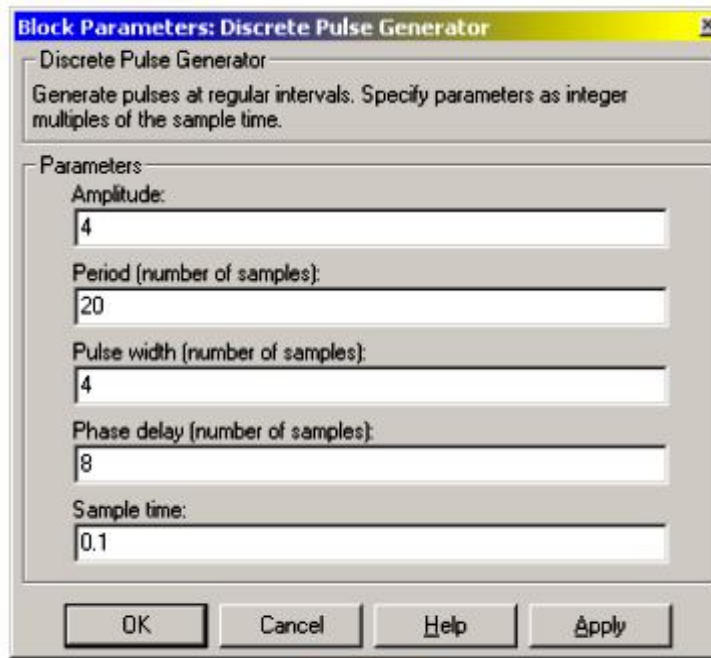 Block Parameters: Discrete Pulse Generator
Discrete Pulse Generator
Generate pulses at regular intervals. Specify parameters as integer
multiples of the sample time.
Parameters
Amplitude:
4
Period (number of samples):
20
Pulse width (number of samples):
4
Phase delay (number of samples):
8
Sample time:
0.1
OK Cancel Help Apply